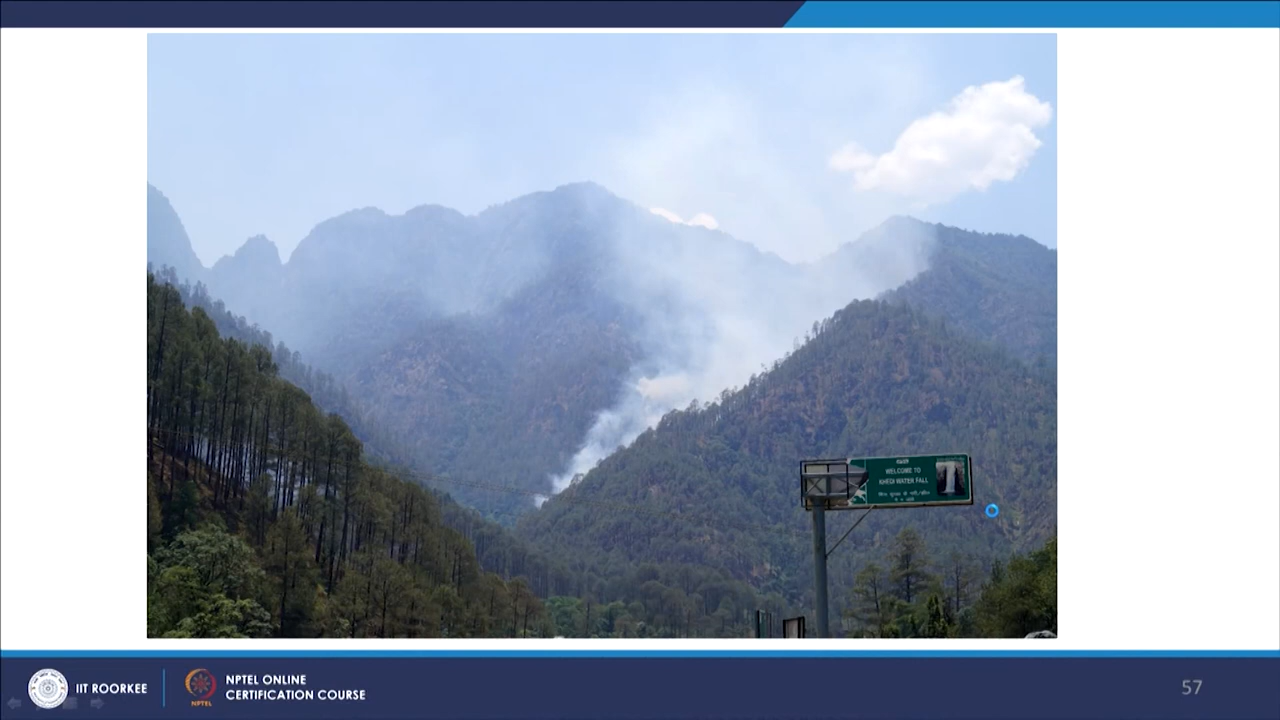 WELCOME TO
KHEDI WATER FALL
IIT ROORKEE
NPTEL
NPTEL ONLINE
CERTIFICATION COURSE
57